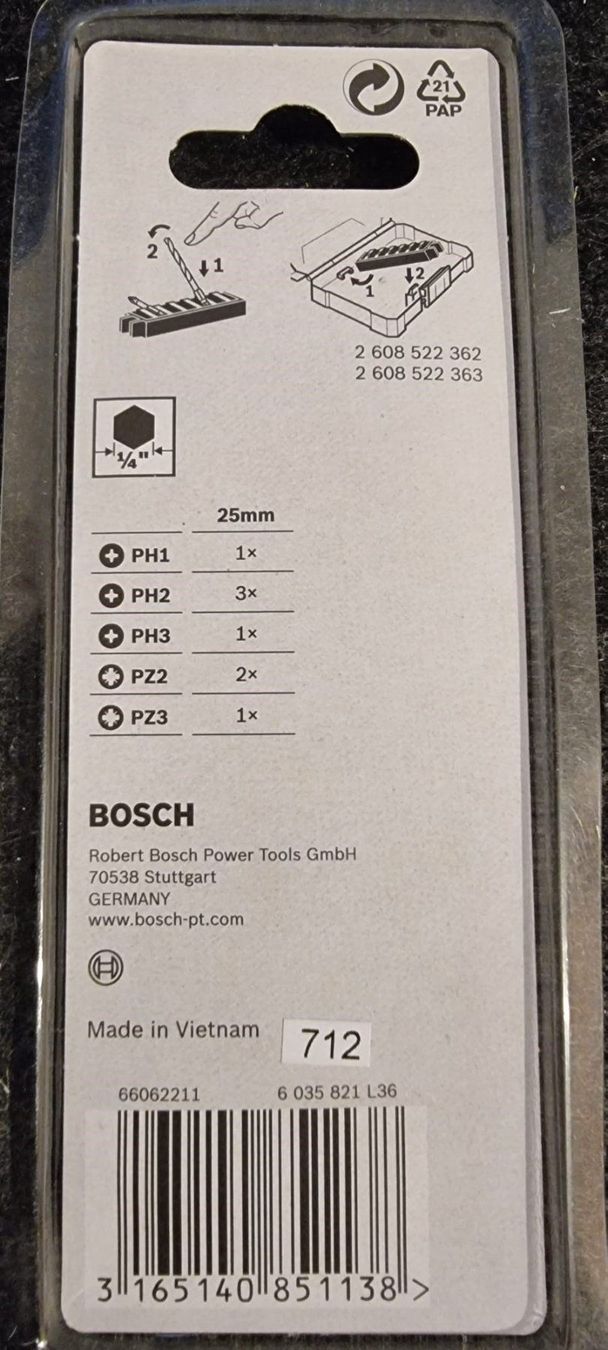 21
PAP
2
1
1
2
2 608 522 362
2 608 522 363
1/4"
25mm
PH1 1×
PH2 3×
PH3 1×
PZ2 2×
PZ3 1×
BOSCH
Robert Bosch Power Tools GmbH
70538 Stuttgart
GERMANY
www.bosch-pt.com
Made in Vietnam 712
66062211 6 035 821 L36
3 165140 851138 >